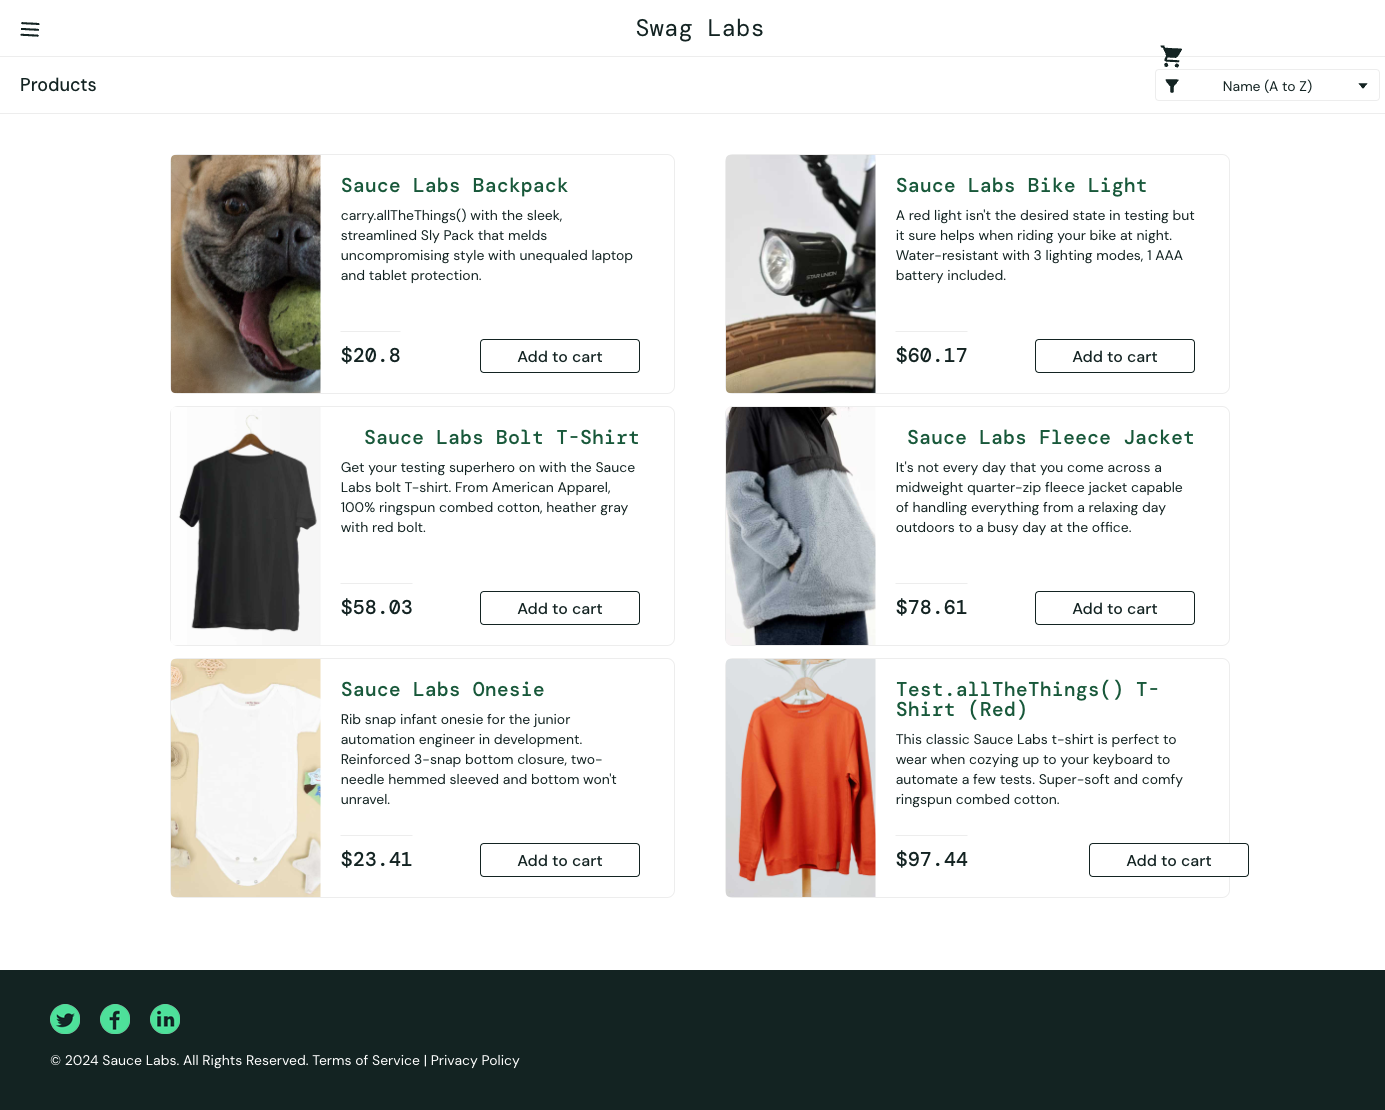 Swag Labs
Products
Name (A to Z)
Sauce Labs Backpack
carry.allTheThings() with the sleek,
streamlined Sly Pack that melds
uncompromising style with unequaled laptop
and tablet protection.
$20.8
Add to cart
Sauce Labs Bike Light
A red light isn't the desired state in testing but
it sure helps when riding your bike at night.
Water-resistant with 3 lighting modes, 1 AAA
battery included.
STAR UNION
$60.17
Add to cart
Sauce Labs Bolt T-Shirt
Get your testing superhero on with the Sauce
Labs bolt T-shirt. From American Apparel,
100% ringspun combed cotton, heather gray
with red bolt.
$58.03
Add to cart
Sauce Labs Fleece Jacket
It's not every day that you come across a
midweight quarter-zip fleece jacket capable
of handling everything from a relaxing day
outdoors to a busy day at the office.
$78.61
Add to cart
Sauce Labs Onesie
Rib snap infant onesie for the junior
automation engineer in development.
Reinforced 3-snap bottom closure, two-
needle hemmed sleeved and bottom won't
unravel.
$23.41
Add to cart
Test.allTheThings() T-
Shirt (Red)
This classic Sauce Labs t-shirt is perfect to
wear when cozying up to your keyboard to
automate a few tests. Super-soft and comfy
ringspun combed cotton.
$97.44
Add to cart
© 2024 Sauce Labs. All Rights Reserved. Terms of Service | Privacy Policy